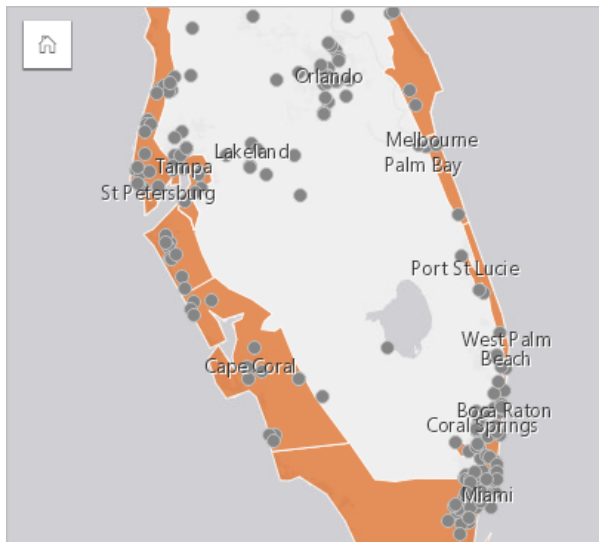 Orlando
Melbourne
Lakeland
Tampa
Palm Bay
St Petersburg
Port St Lucie
West Palm
Beach
Cape Coral
Boca Raton
Coral Springs
Miami